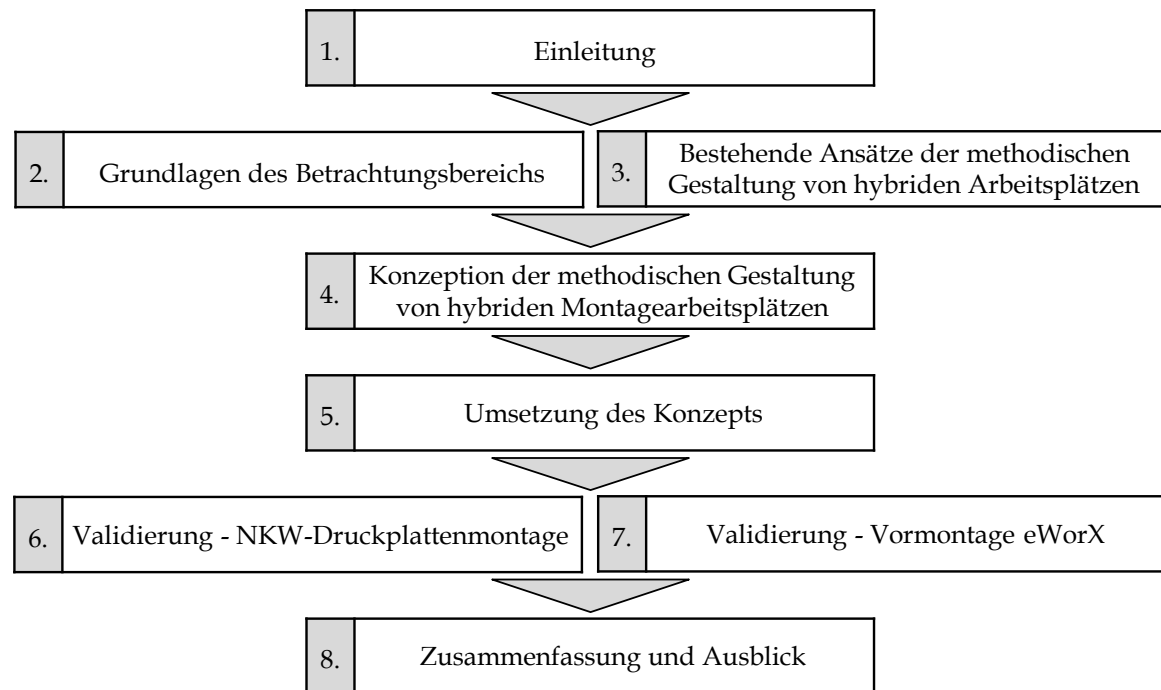 1. Einleitung
2. Grundlagen des Betrachtungsbereichs
3. Bestehende Ansätze der methodischen
Gestaltung von hybriden Arbeitsplätzen
4. Konzeption der methodischen Gestaltung
von hybriden Montagearbeitsplätzen
5. Umsetzung des Konzepts
6. Validierung - NKW-Druckplattenmontage
7. Validierung - Vormontage eWorX
8. Zusammenfassung und Ausblick